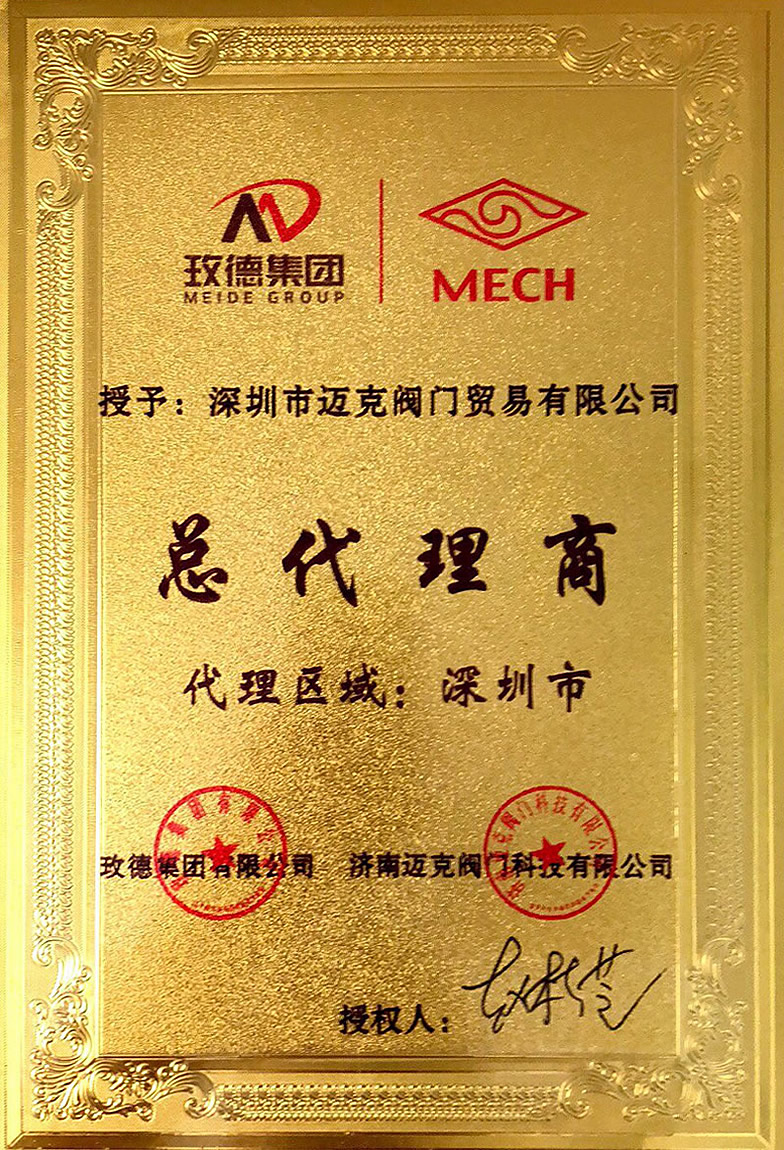 玫德集团
MEIDE GROUP
MECH
授予：深圳市迈克阀门贸易有限公司
总代理商
代理区域：深圳市
玫德集团有限公司 济南迈克阀门科技有限公司
授权人：